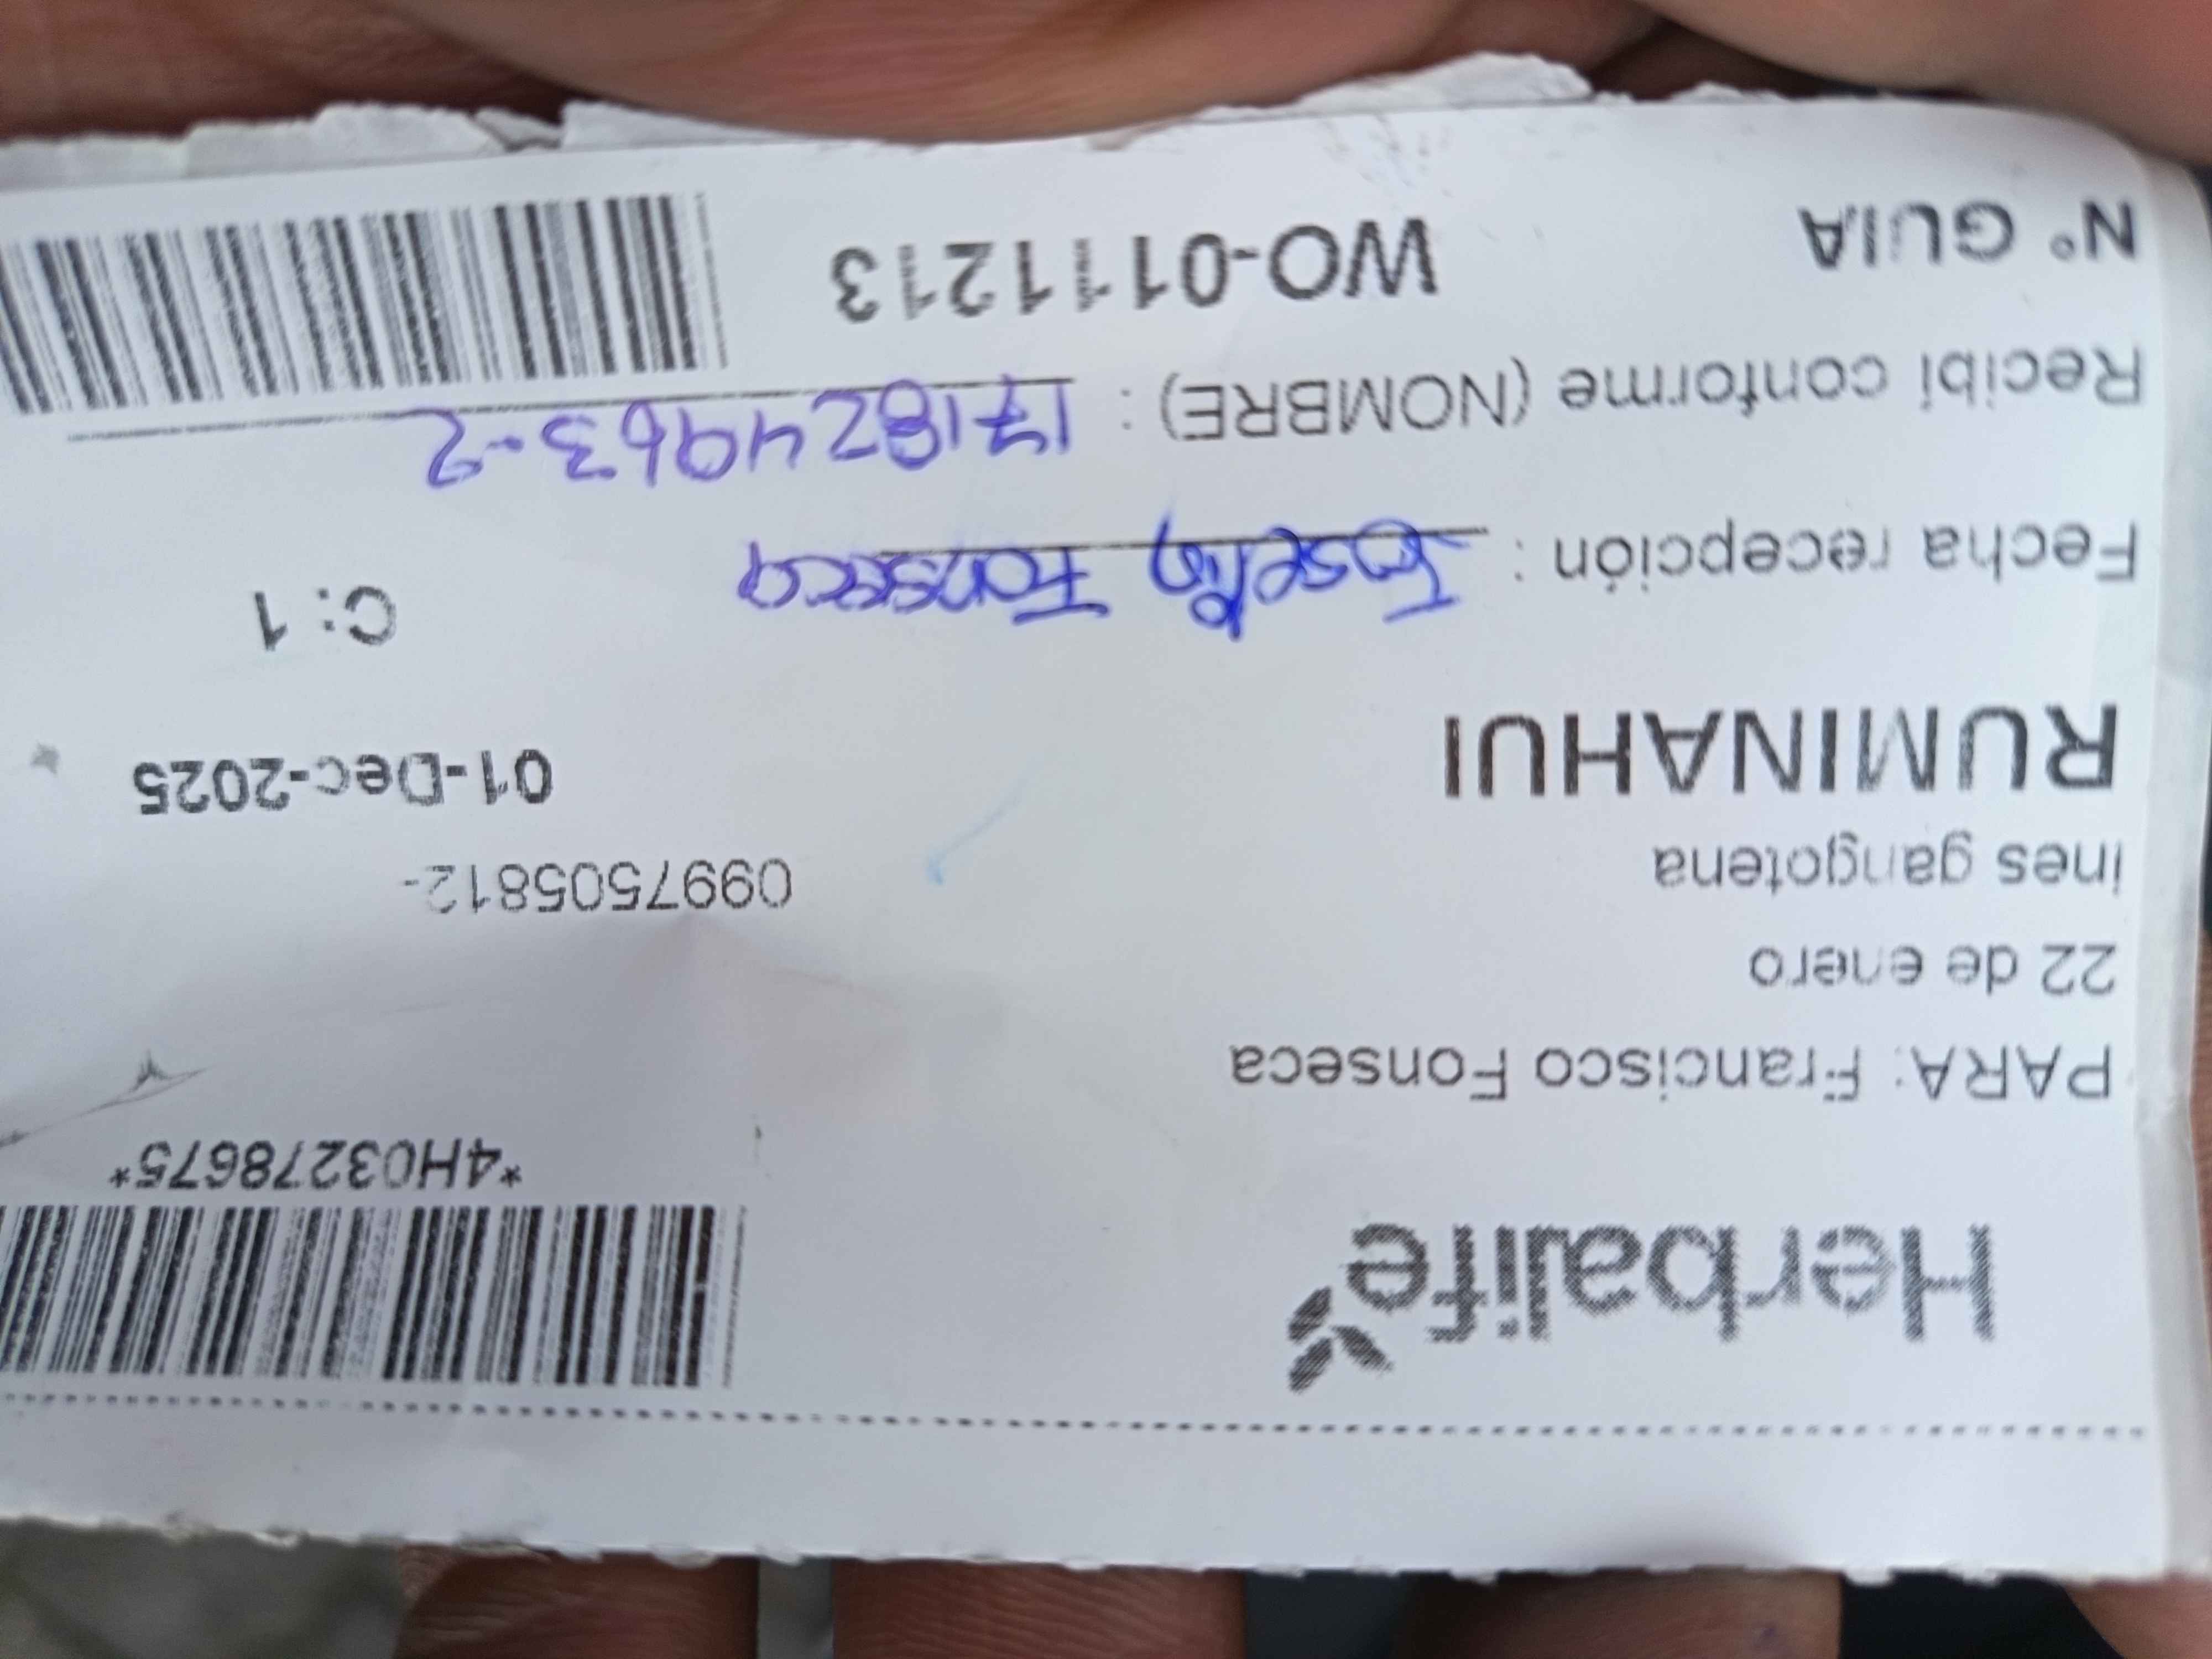 Herbalife
*4H03278675*
PARA: Francisco Fonseca
22 de enero
0997505812-
ines gangotena
01-Dec-2025
RUMINAHUI
C: 1
Fecha recepción : Joselin Fonseca
Recibi conforme (NOMBRE) : 171824963-2
N° GUIA WO-0111213